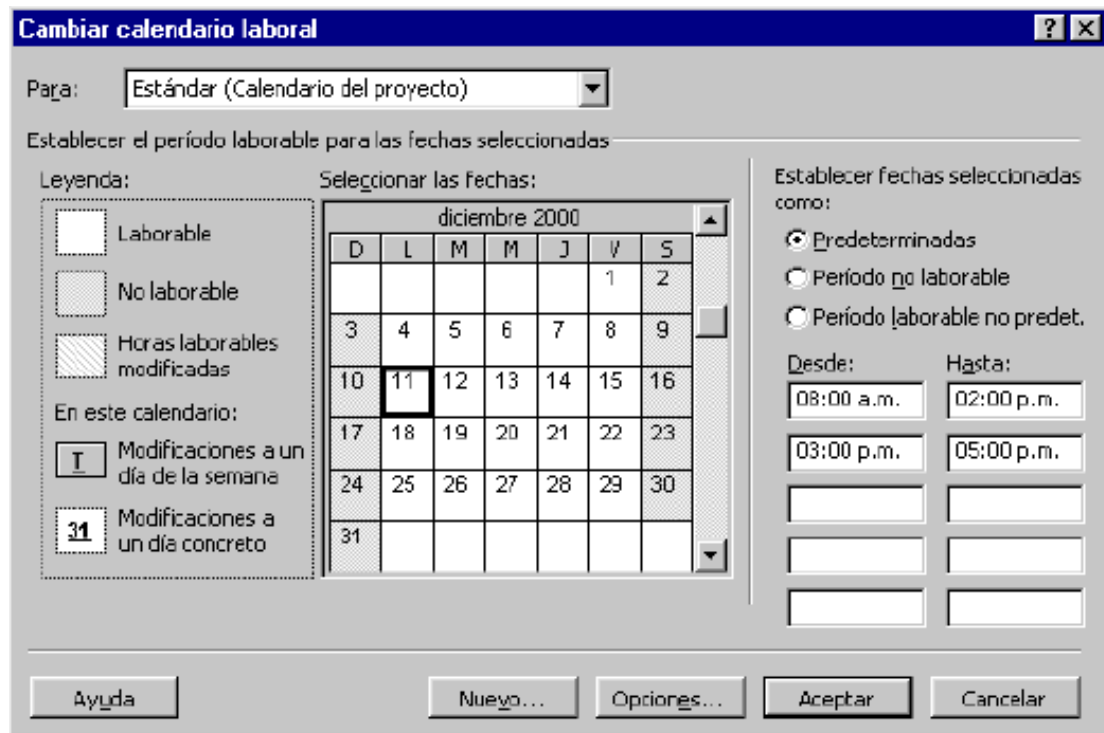 Cambiar calendario laboral
Para: Estándar (Calendario del proyecto)
Establecer el período laborable para las fechas seleccionadas
Leyenda:
Laborable
No laborable
Horas laborables
modificadas
En este calendario:
T Modificaciones a un
día de la semana
31 Modificaciones a
un día concreto
Seleccionar las fechas:
diciembre 2000
D L M M J V S
1 2
3 4 5 6 7 8 9
10 11 12 13 14 15 16
17 18 19 20 21 22 23
24 25 26 27 28 29 30
31
Establecer fechas seleccionadas
como:
Predeterminadas
Período no laborable
Período laborable no predet.
Desde: Hasta:
08:00 a.m. 02:00 p.m.
03:00 p.m. 05:00 p.m.
Ayuda Nuevo... Opciones... Aceptar Cancelar